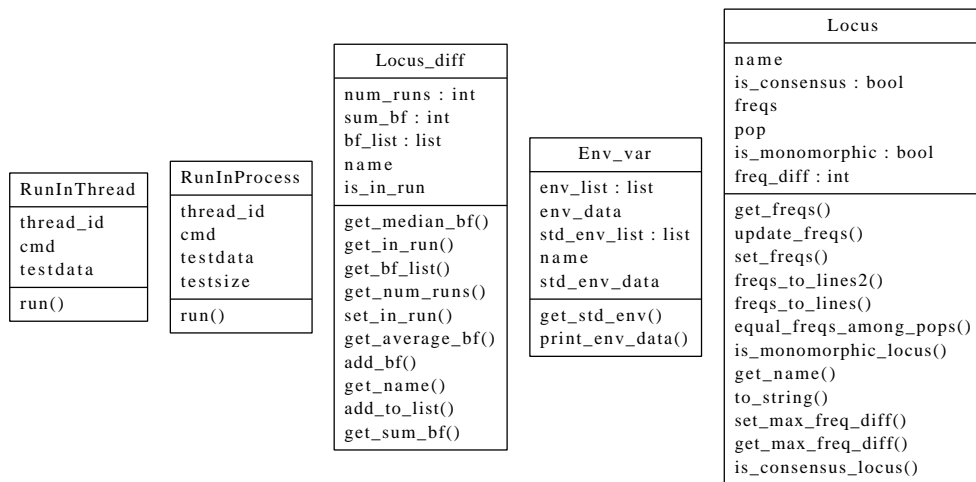 RunInThread
thread_id
cmd
testdata
run()
RunInProcess
thread_id
cmd
testdata
testsize
run()
Locus_diff
num_runs : int
sum_bf : int
bf_list : list
name
is_in_run
get_median_bf()
get_in_run()
get_bf_list()
get_num_runs()
set_in_run()
get_average_bf()
add_bf()
get_name()
add_to_list()
get_sum_bf()
Env_var
env_list : list
env_data
std_env_list : list
name
std_env_data
get_std_env()
print_env_data()
Locus
name
is_consensus : bool
freqs
pop
is_monomorphic : bool
freq_diff : int
get_freqs()
update_freqs()
set_freqs()
freqs_to_lines2()
freqs_to_lines()
equal_freqs_among_pops()
is_monomorphic_locus()
get_name()
to_string()
set_max_freq_diff()
get_max_freq_diff()
is_consensus_locus()